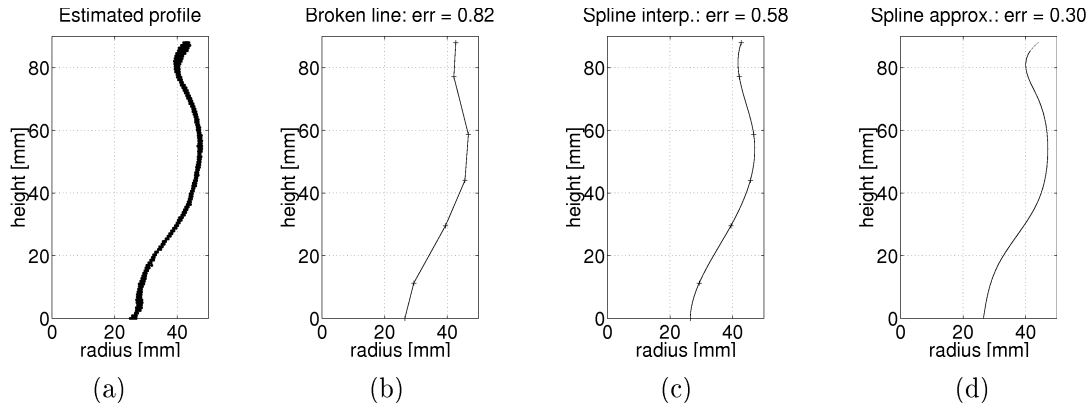 Estimated profile
80
60
40
20
0
0 20 40
height [mm]
radius [mm]
(a)
Broken line: err = 0.82
80
60
40
20
0
0 20 40
height [mm]
radius [mm]
(b)
Spline interp.: err = 0.58
80
60
40
20
0
0 20 40
height [mm]
radius [mm]
(c)
Spline approx.: err = 0.30
80
60
40
20
0
0 20 40
height [mm]
radius [mm]
(d)